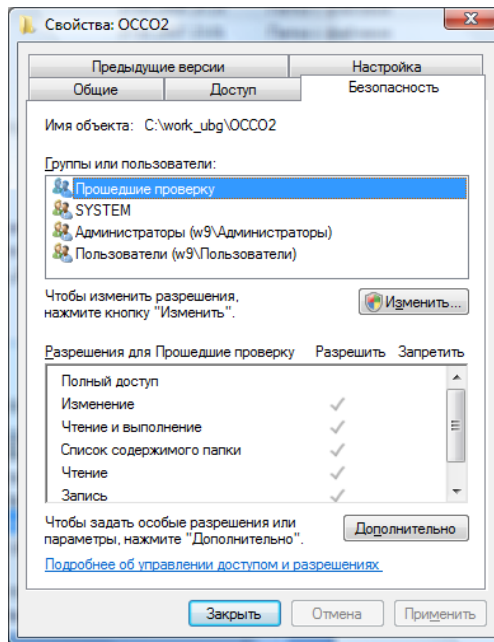 Свойства: OCCO2
Предыдущие версии
Настройка
Общие
Доступ
Безопасность
Имя объекта: C:\work_ubg\OCCO2
Группы или пользователи:
Прошедшие проверку
SYSTEM
Администраторы (w9\Администраторы)
Пользователи (w9\Пользователи)
Чтобы изменить разрешения,
нажмите кнопку "Изменить".
Изменить...
Разрешения для Прошедшие проверку Разрешить Запретить
Полный доступ
Изменение
Чтение и выполнение
Список содержимого папки
Чтение
Запись
Чтобы задать особые разрешения или
параметры, нажмите "Дополнительно".
Дополнительно
Подробнее об управлении доступом и разрешениях
Закрыть
Отмена
Применить